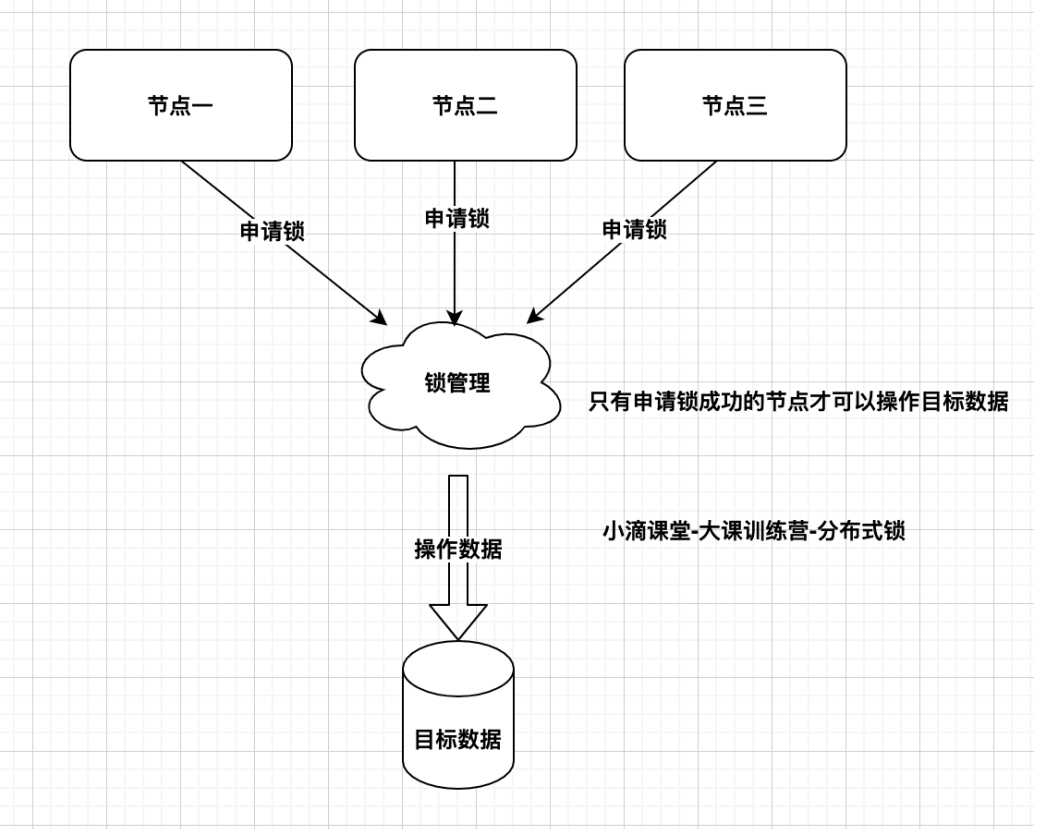 节点一
节点二
节点三
申请锁
申请锁
申请锁
锁管理
只有申请锁成功的节点才可以操作目标数据
小滴课堂-大课训练营-分布式锁
操作数据
目标数据